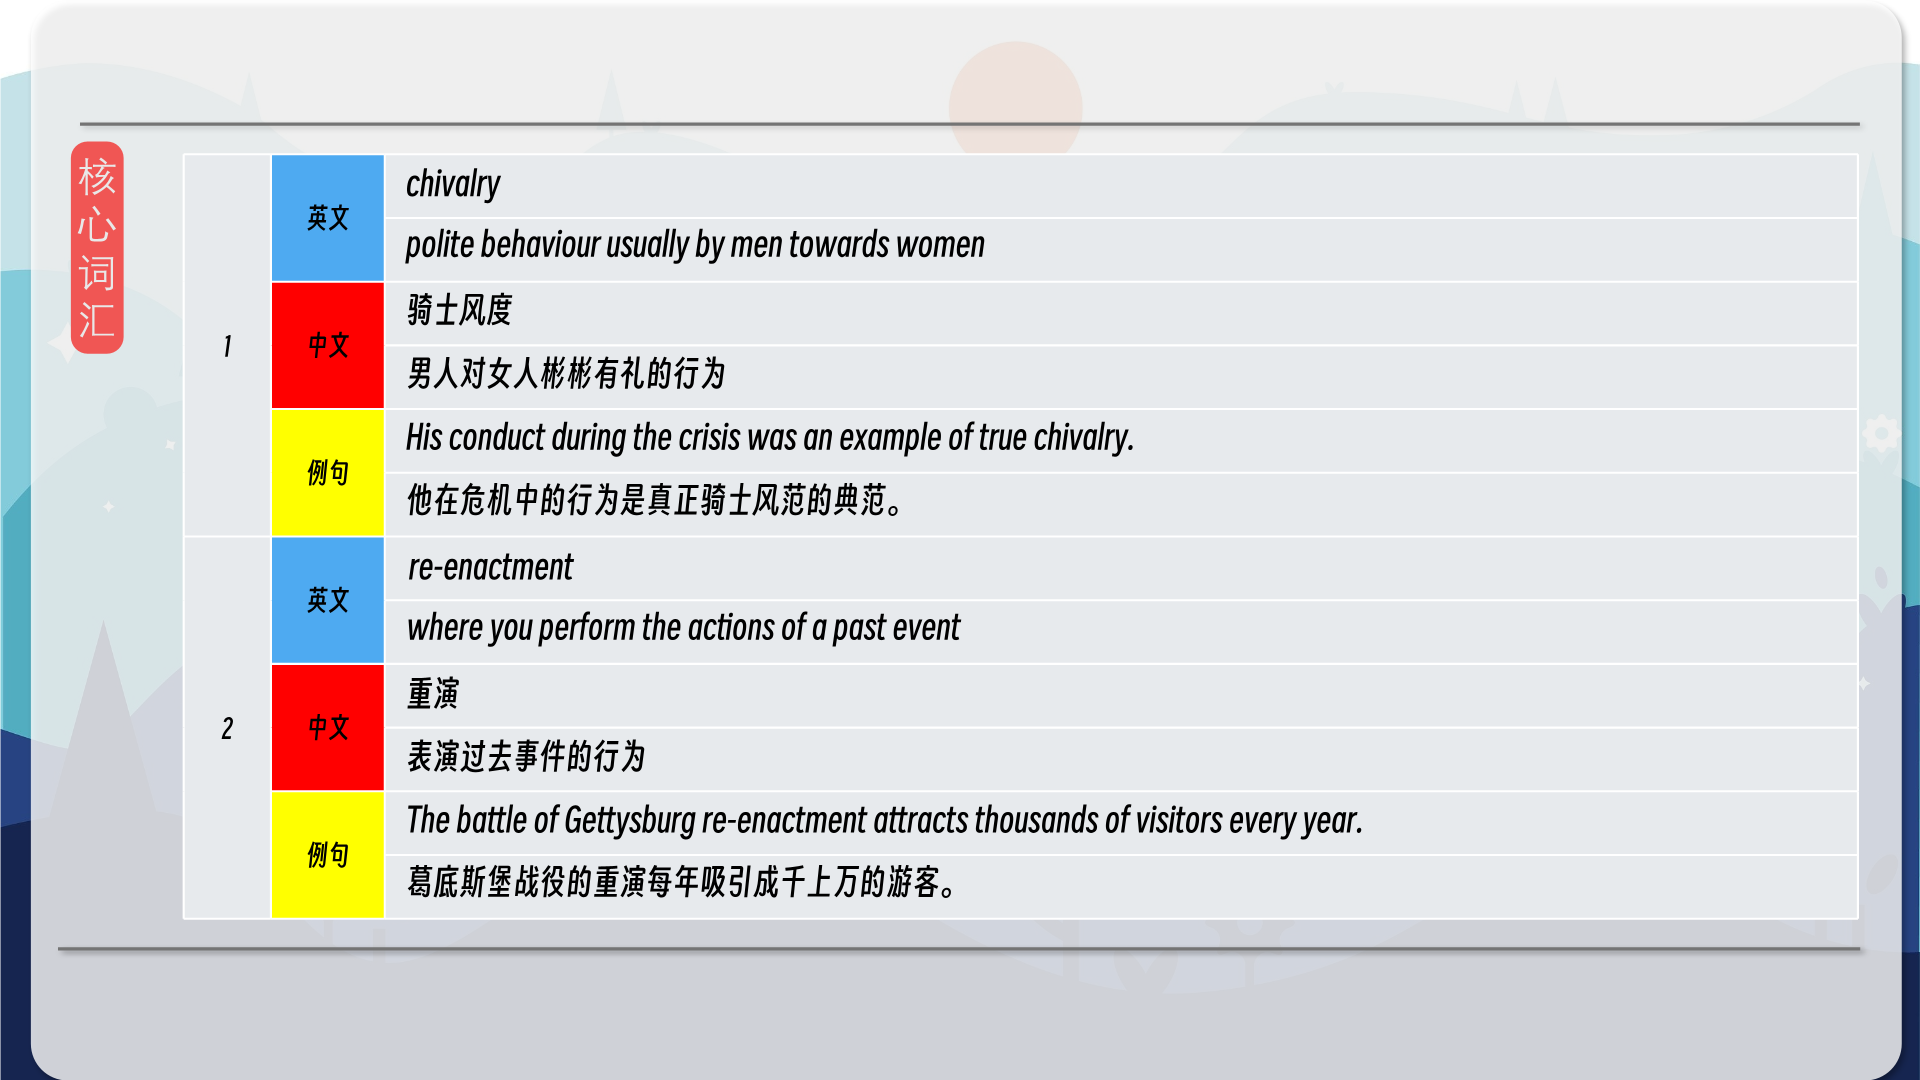 核心词汇
1
英文
chivalry
polite behaviour usually by men towards women
中文
骑士风度
男人对女人彬彬有礼的行为
例句
His conduct during the crisis was an example of true chivalry.
他在危机中的行为是真正骑士风范的典范。
2
英文
re-enactment
where you perform the actions of a past event
中文
重演
表演过去事件的行为
例句
The battle of Gettysburg re-enactment attracts thousands of visitors every year.
葛底斯堡战役的重演每年吸引成千上万的游客。